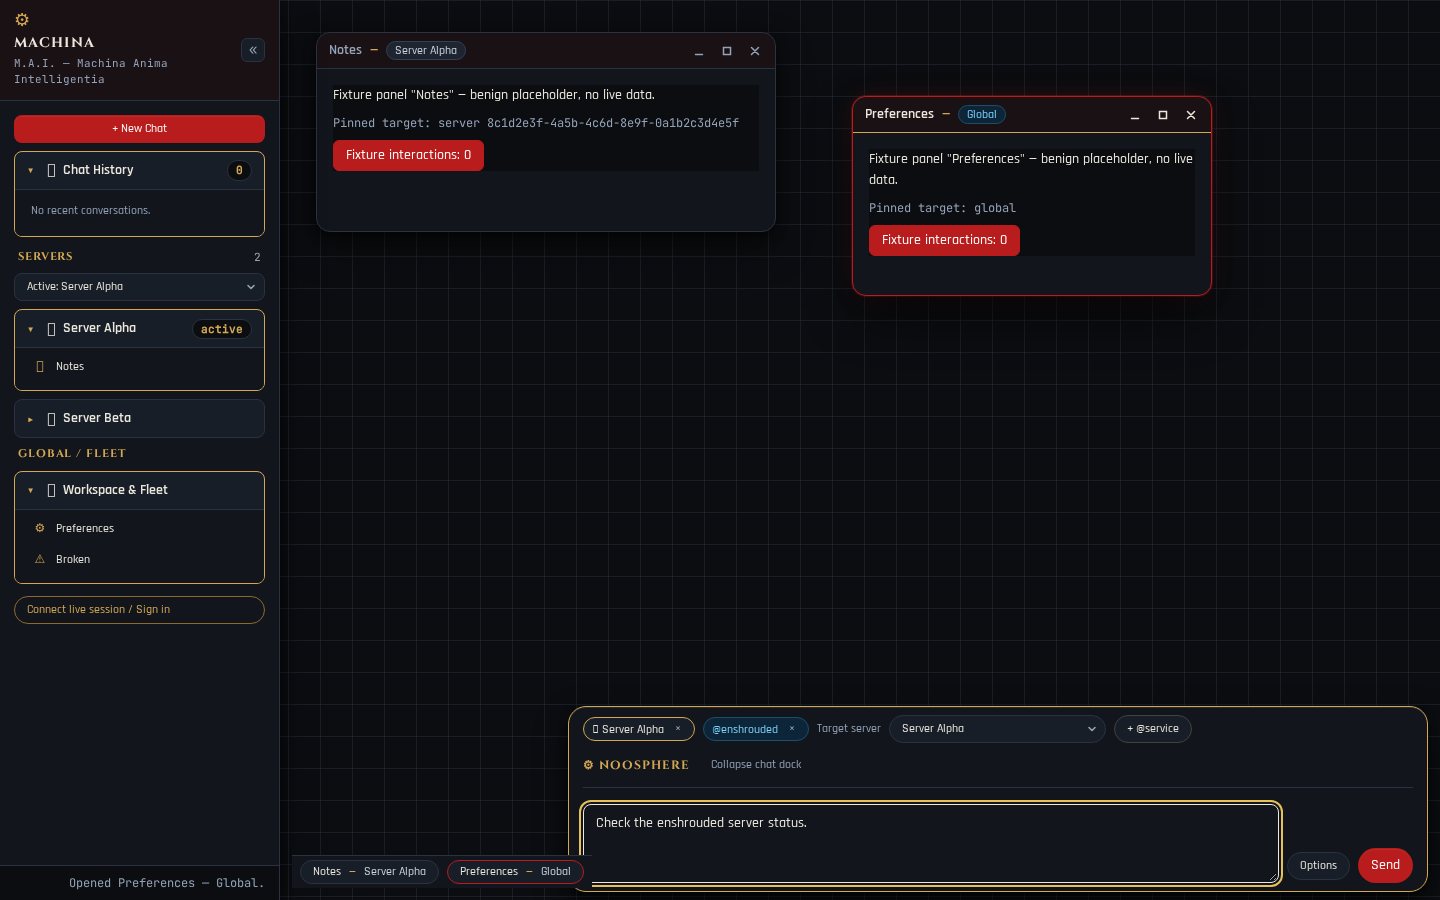 MACHINA
M.A.I. — Machina Anima
Intelligentia
«
+ New Chat
Chat History
0
No recent conversations.
SERVERS
2
Active: Server Alpha
Server Alpha
active
Notes
Server Beta
GLOBAL / FLEET
Workspace & Fleet
Preferences
Broken
Connect live session / Sign in
Opened Preferences — Global.
Notes — Server Alpha
Fixture panel "Notes" — benign placeholder, no live data.
Pinned target: server 8c1d2e3f-4a5b-4c6d-8e9f-0a1b2c3d4e5f
Fixture interactions: 0
Preferences — Global
Fixture panel "Preferences" — benign placeholder, no live
data.
Pinned target: global
Fixture interactions: 0
Server Alpha ×
@enshrouded ×
Target server
Server Alpha
+ @service
NOOSPHERE
Collapse chat dock
Check the enshrouded server status.
Options
Send
Notes — Server Alpha
Preferences — Global